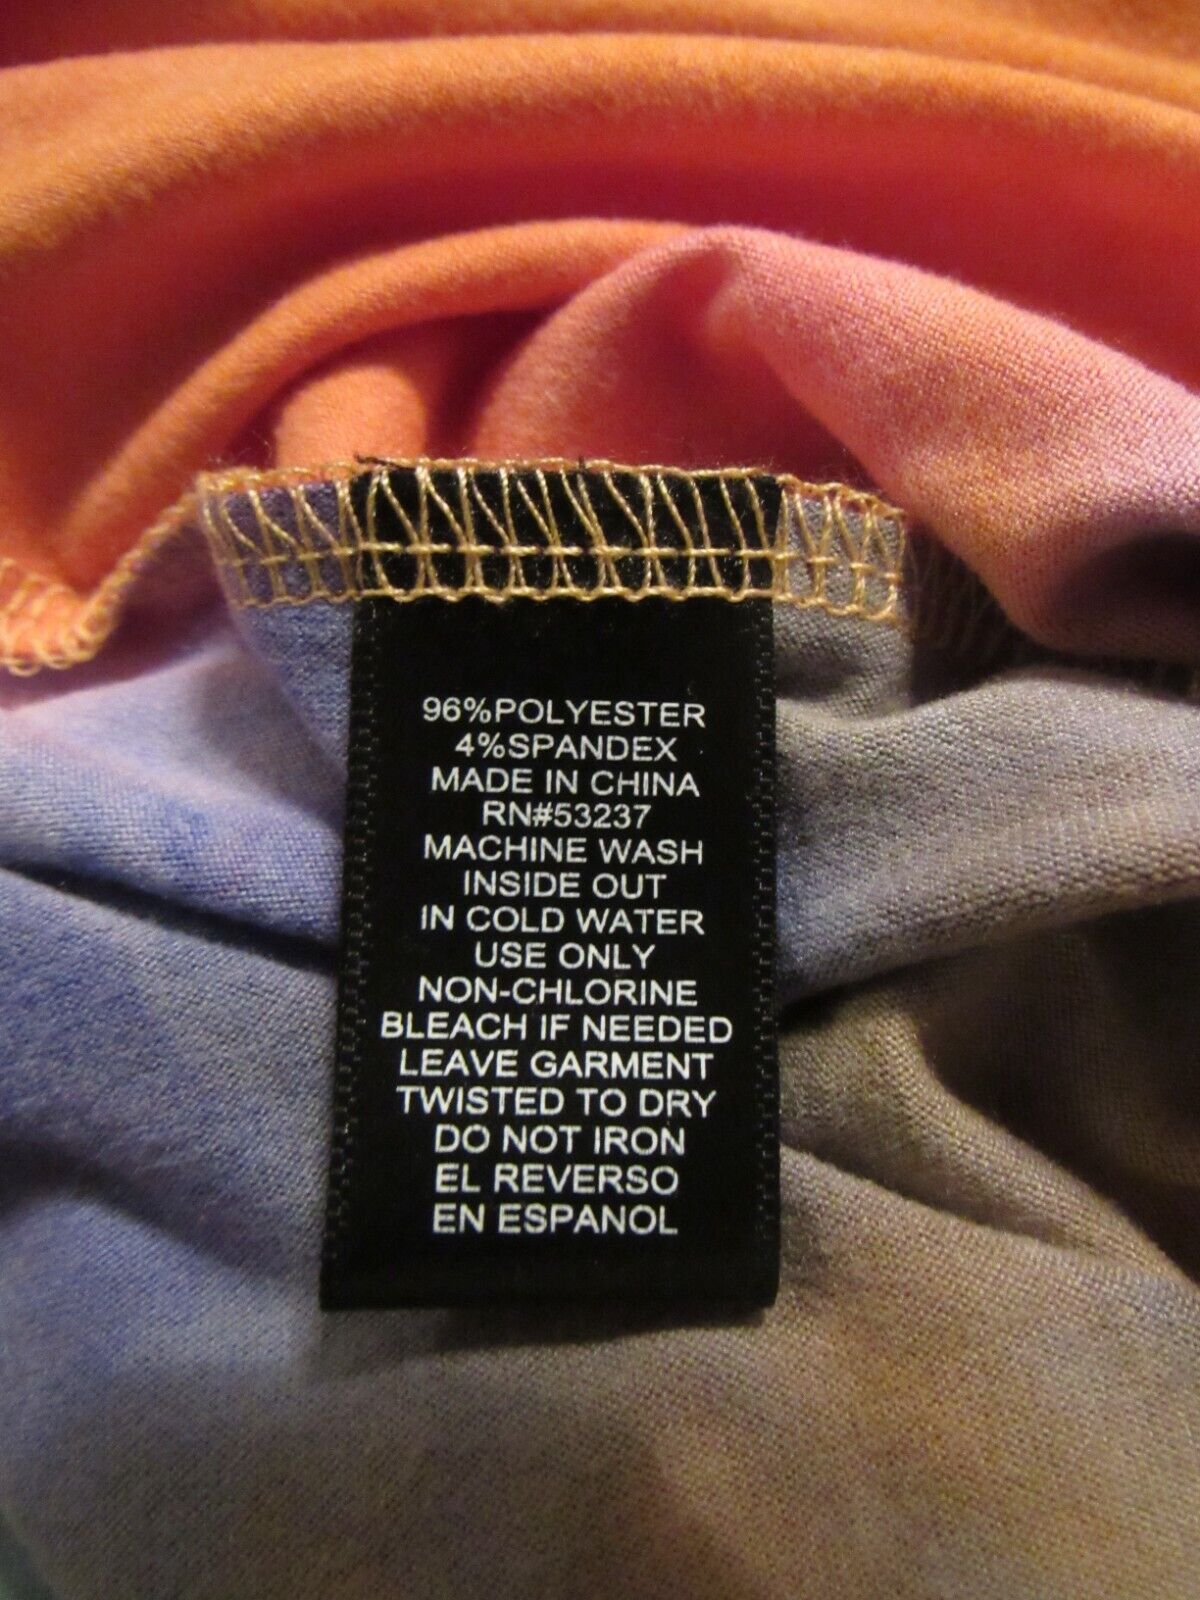 96%POLYESTER
4%SPANDEX
MADE IN CHINA
RN#53237
MACHINE WASH
INSIDE OUT
IN COLD WATER
USE ONLY
NON-CHLORINE
BLEACH IF NEEDED
LEAVE GARMENT
TWISTED TO DRY
DO NOT IRON
EL REVERSO
EN ESPANOL